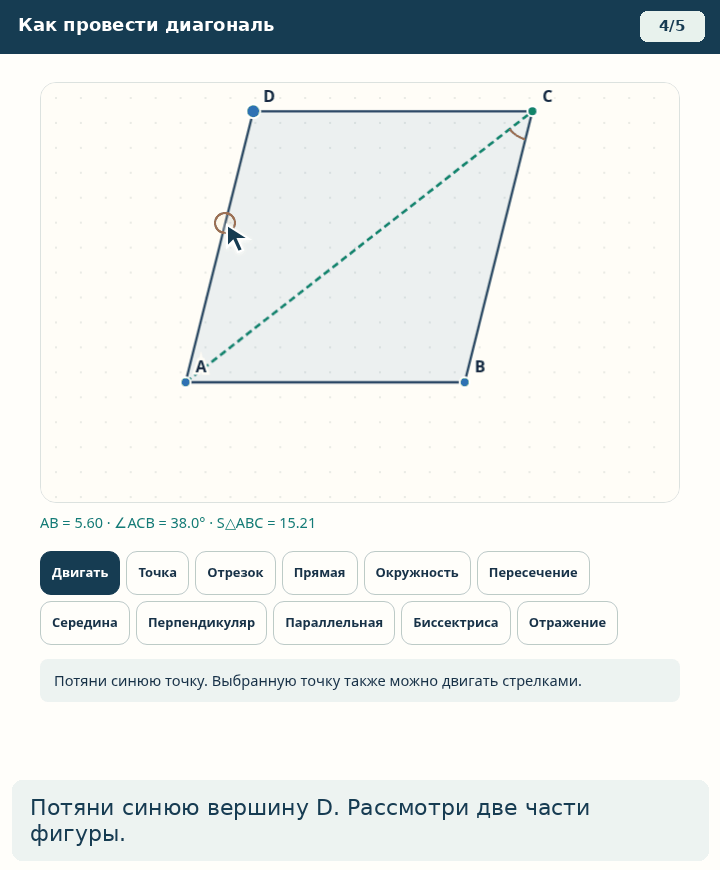 Как провести диагональ
4/5
D
C
A
B
AB = 5.60 · ∠ACB = 38.0° · S△ABC = 15.21
Двигать
Точка
Отрезок
Прямая
Окружность
Пересечение
Середина
Перпендикуляр
Параллельная
Биссектриса
Отражение
Потяни синюю точку. Выбранную точку также можно двигать стрелками.
Потяни синюю вершину D. Рассмотри две части
фигуры.